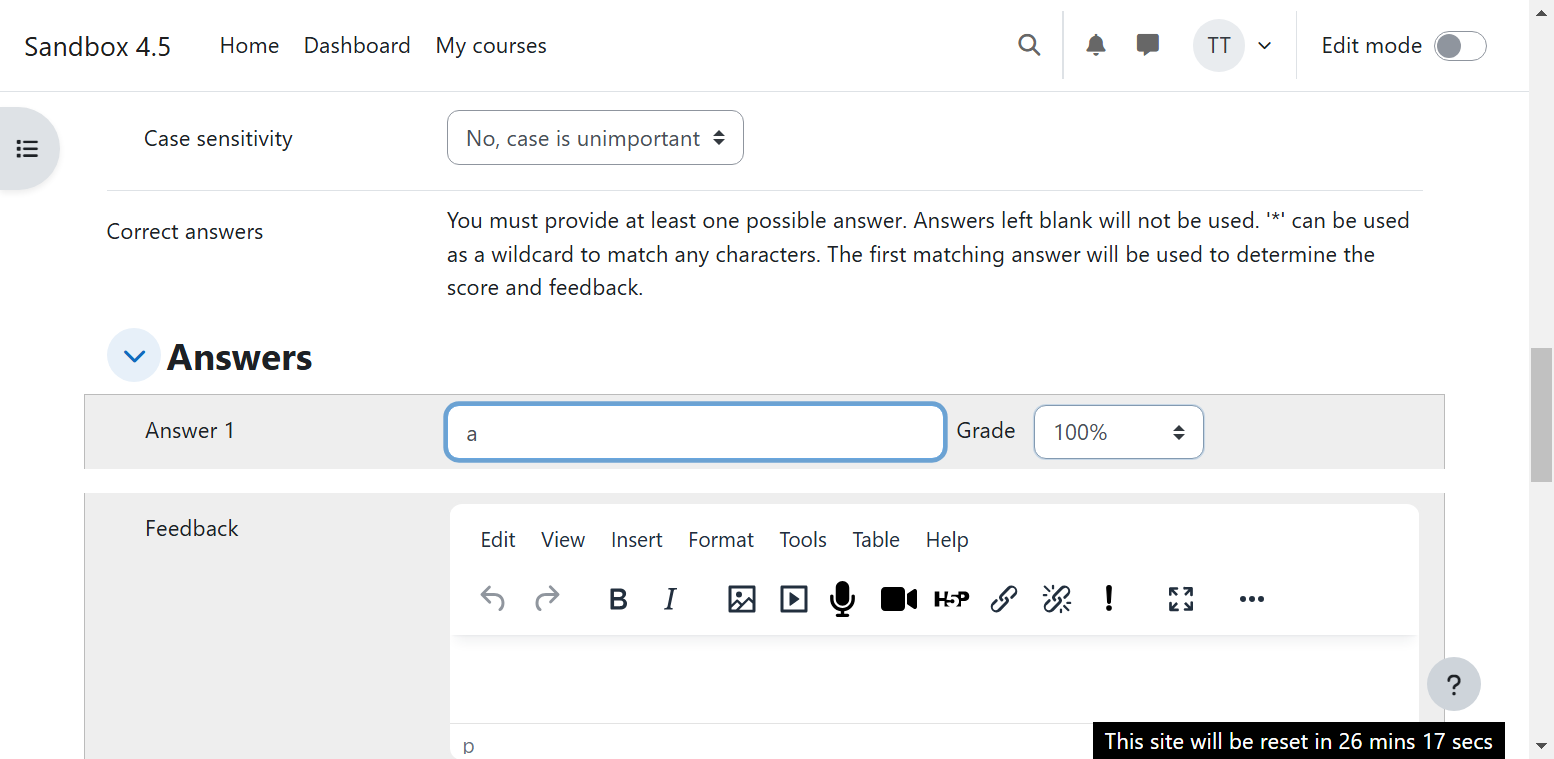 Sandbox 4.5 Home Dashboard My courses TT Edit mode
Case sensitivity No, case is unimportant
Correct answers You must provide at least one possible answer. Answers left blank will not be used. '*' can be used
as a wildcard to match any characters. The first matching answer will be used to determine the
score and feedback.
Answers
Answer 1 a Grade 100%
Feedback
Edit View Insert Format Tools Table Help
B I H5P !
?
p
This site will be reset in 26 mins 17 secs